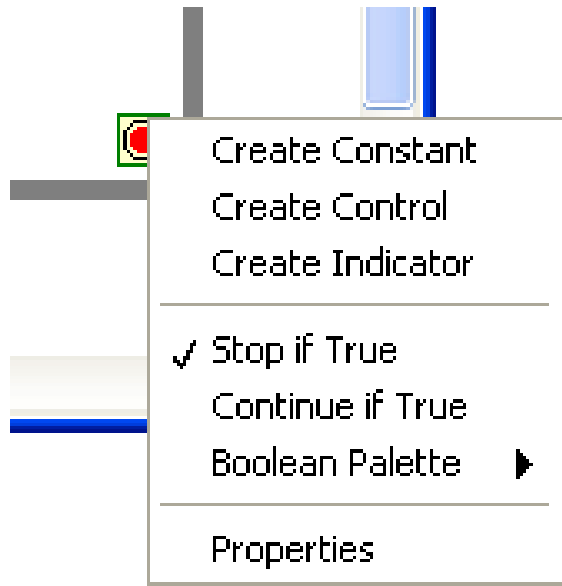 Create Constant
Create Control
Create Indicator
Stop if True
Continue if True
Boolean Palette
Properties